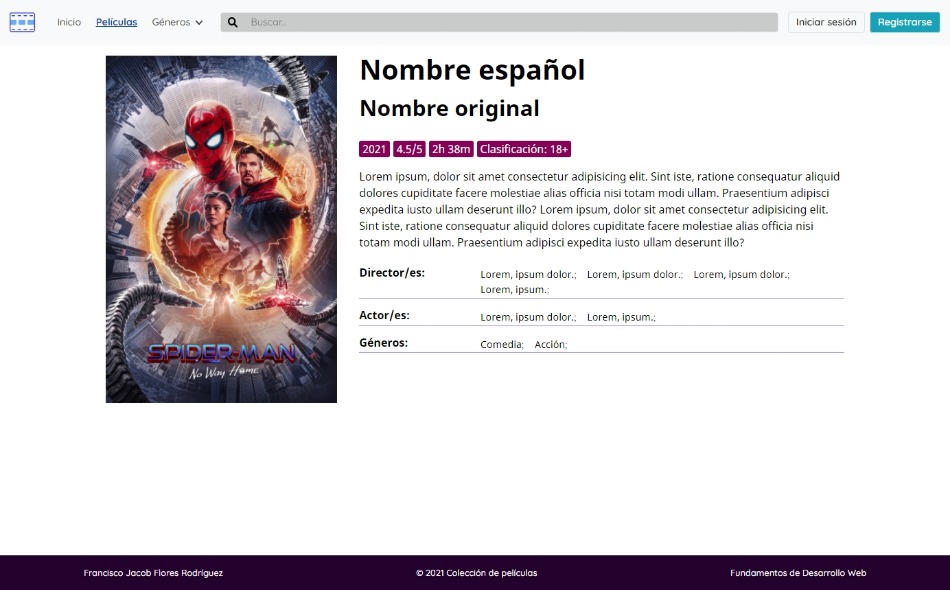 Inicio Películas Géneros Buscar.. Iniciar sesión Registrarse
Nombre español
Nombre original
2021 4.5/5 2h 38m Clasificación: 18+
Lorem ipsum, dolor sit amet consectetur adipisicing elit. Sint iste, ratione consequatur aliquid
dolores cupiditate facere molestiae alias officia nisi totam modi ullam. Praesentium adipisci
expedita iusto ullam deserunt illo? Lorem ipsum, dolor sit amet consectetur adipisicing elit.
Sint iste, ratione consequatur aliquid dolores cupiditate facere molestiae alias officia nisi
totam modi ullam. Praesentium adipisci expedita iusto ullam deserunt illo?
Director/es: Lorem, ipsum dolor.; Lorem, ipsum dolor.; Lorem, ipsum dolor.;
Lorem, ipsum.;
Actor/es: Lorem, ipsum dolor.; Lorem, ipsum.;
Géneros: Comedia; Acción;
SPIDER-MAN
No Way Home
Francisco Jacob Flores Rodríguez © 2021 Colección de películas Fundamentos de Desarrollo Web